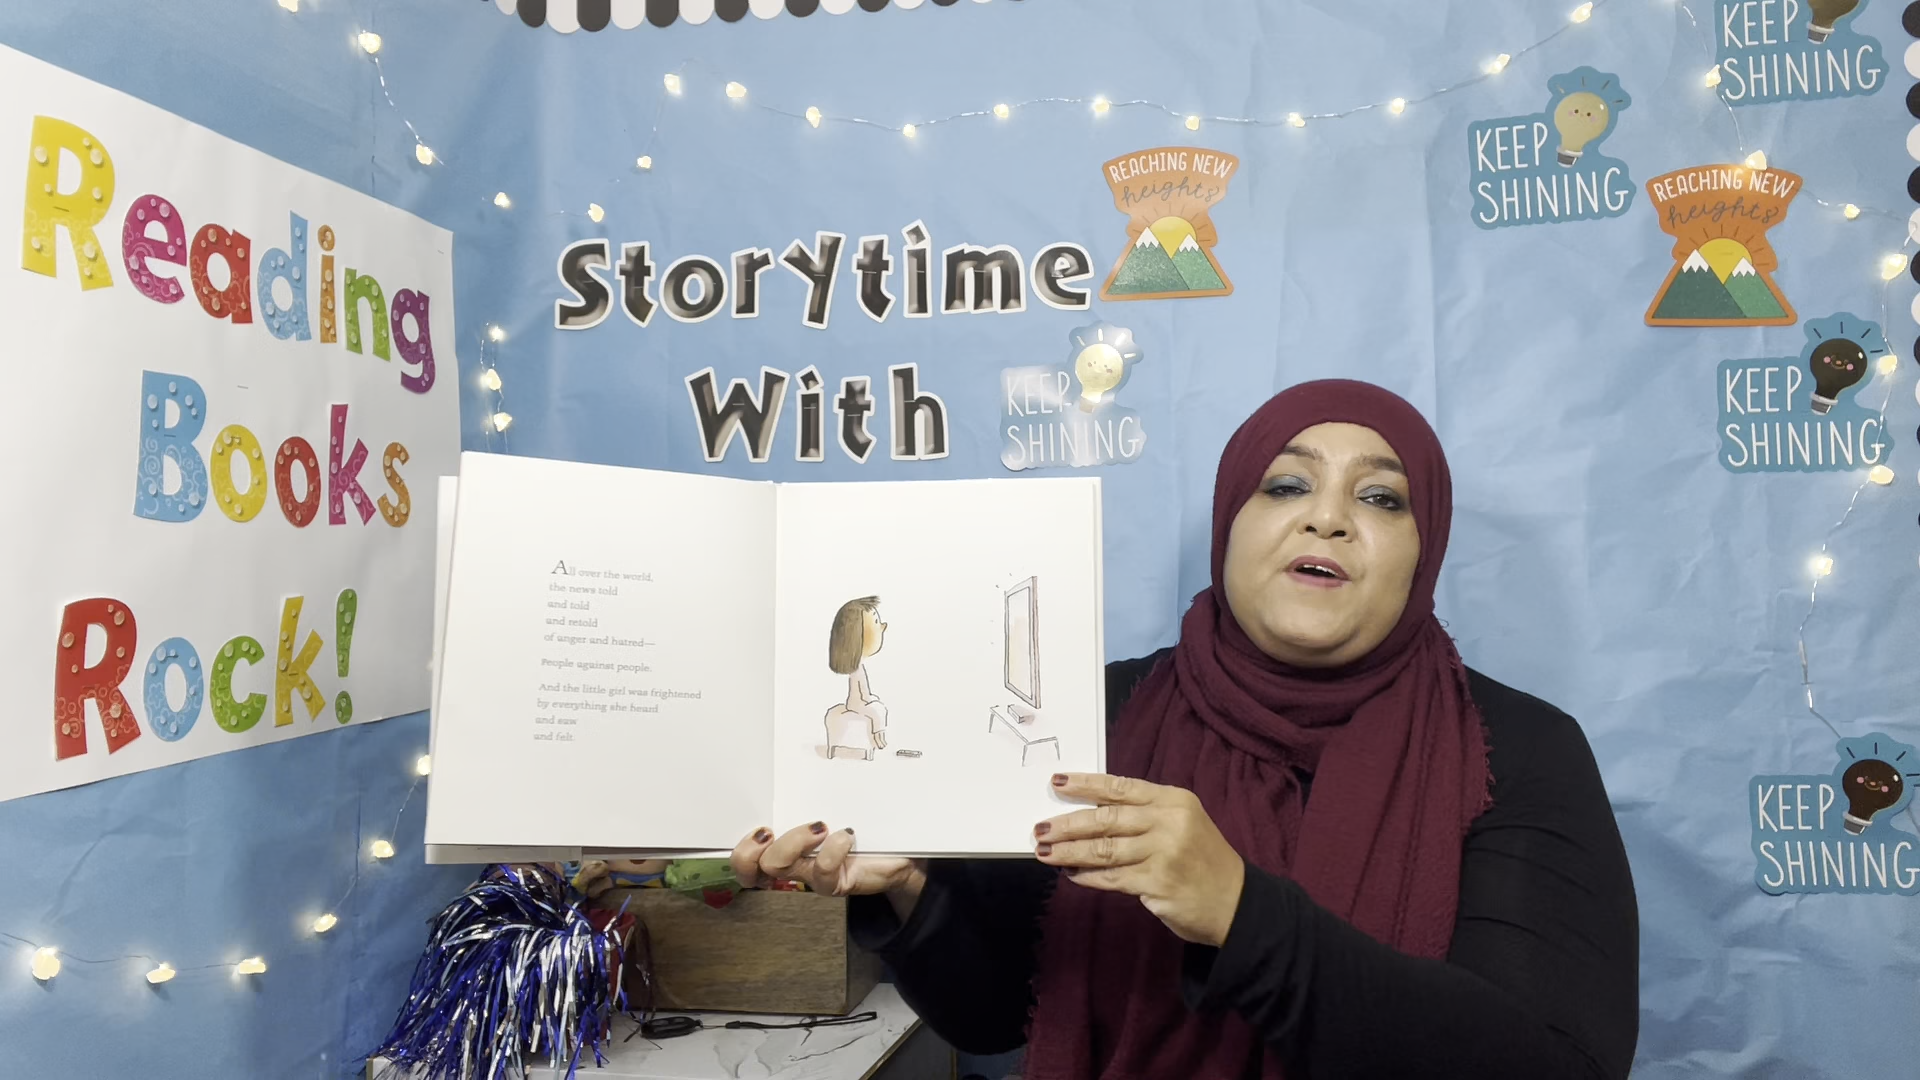 Reading
Books
Rock!
Storytime
With
REACHING NEW
heights
KEEP
SHINING
KEEP
SHINING
REACHING NEW
heights
KEEP
SHINING
KEEP
SHINING
KEEP
SHINING
All over the world,
the news told
and told
and retold
of anger and hatred—
People against people.
And the little girl was frightened
by everything she heard
and saw
and felt.